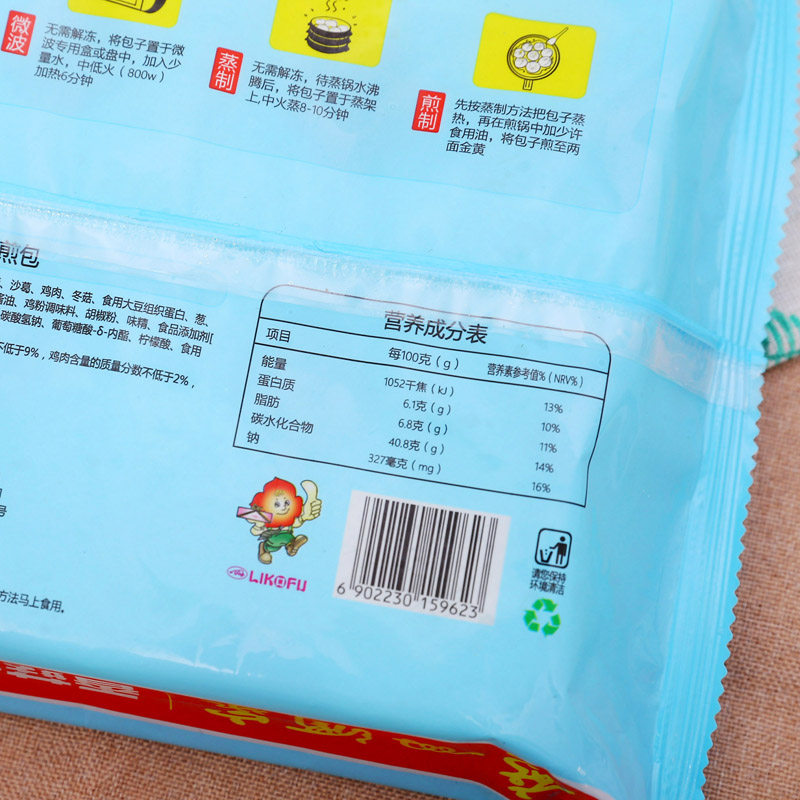 微波
无需解冻，将包子置于微
波专用盒或盘中，加入少
量水，中低火（800w）
加热6分钟
蒸制
无需解冻，待蒸锅水沸
腾后，将包子置于蒸架
上，中火蒸8-10分钟
煎制
先按蒸制方法把包子蒸
热，再在煎锅中加少许
食用油，将包子煎至两
面金黄
煎包
、沙葛、鸡肉、冬菇、食用大豆组织蛋白、葱、
酱油、鸡粉调味料、胡椒粉、味精、食品添加剂[
碳酸氢钠、葡萄糖酸-δ-内酯、柠檬酸、食用
不低于9%，鸡肉含量的质量分数不低于2%，
号
方法马上食用。
营养成分表
项目 每100克（g） 营养素参考值%（NRV%）
能量 1052千焦（kJ） 13%
蛋白质 6.1克（g） 10%
脂肪 6.8克（g） 11%
碳水化合物 40.8克（g） 14%
钠 327毫克（mg） 16%
LIKOFU
6 902230 159623
请您保持
环境清洁